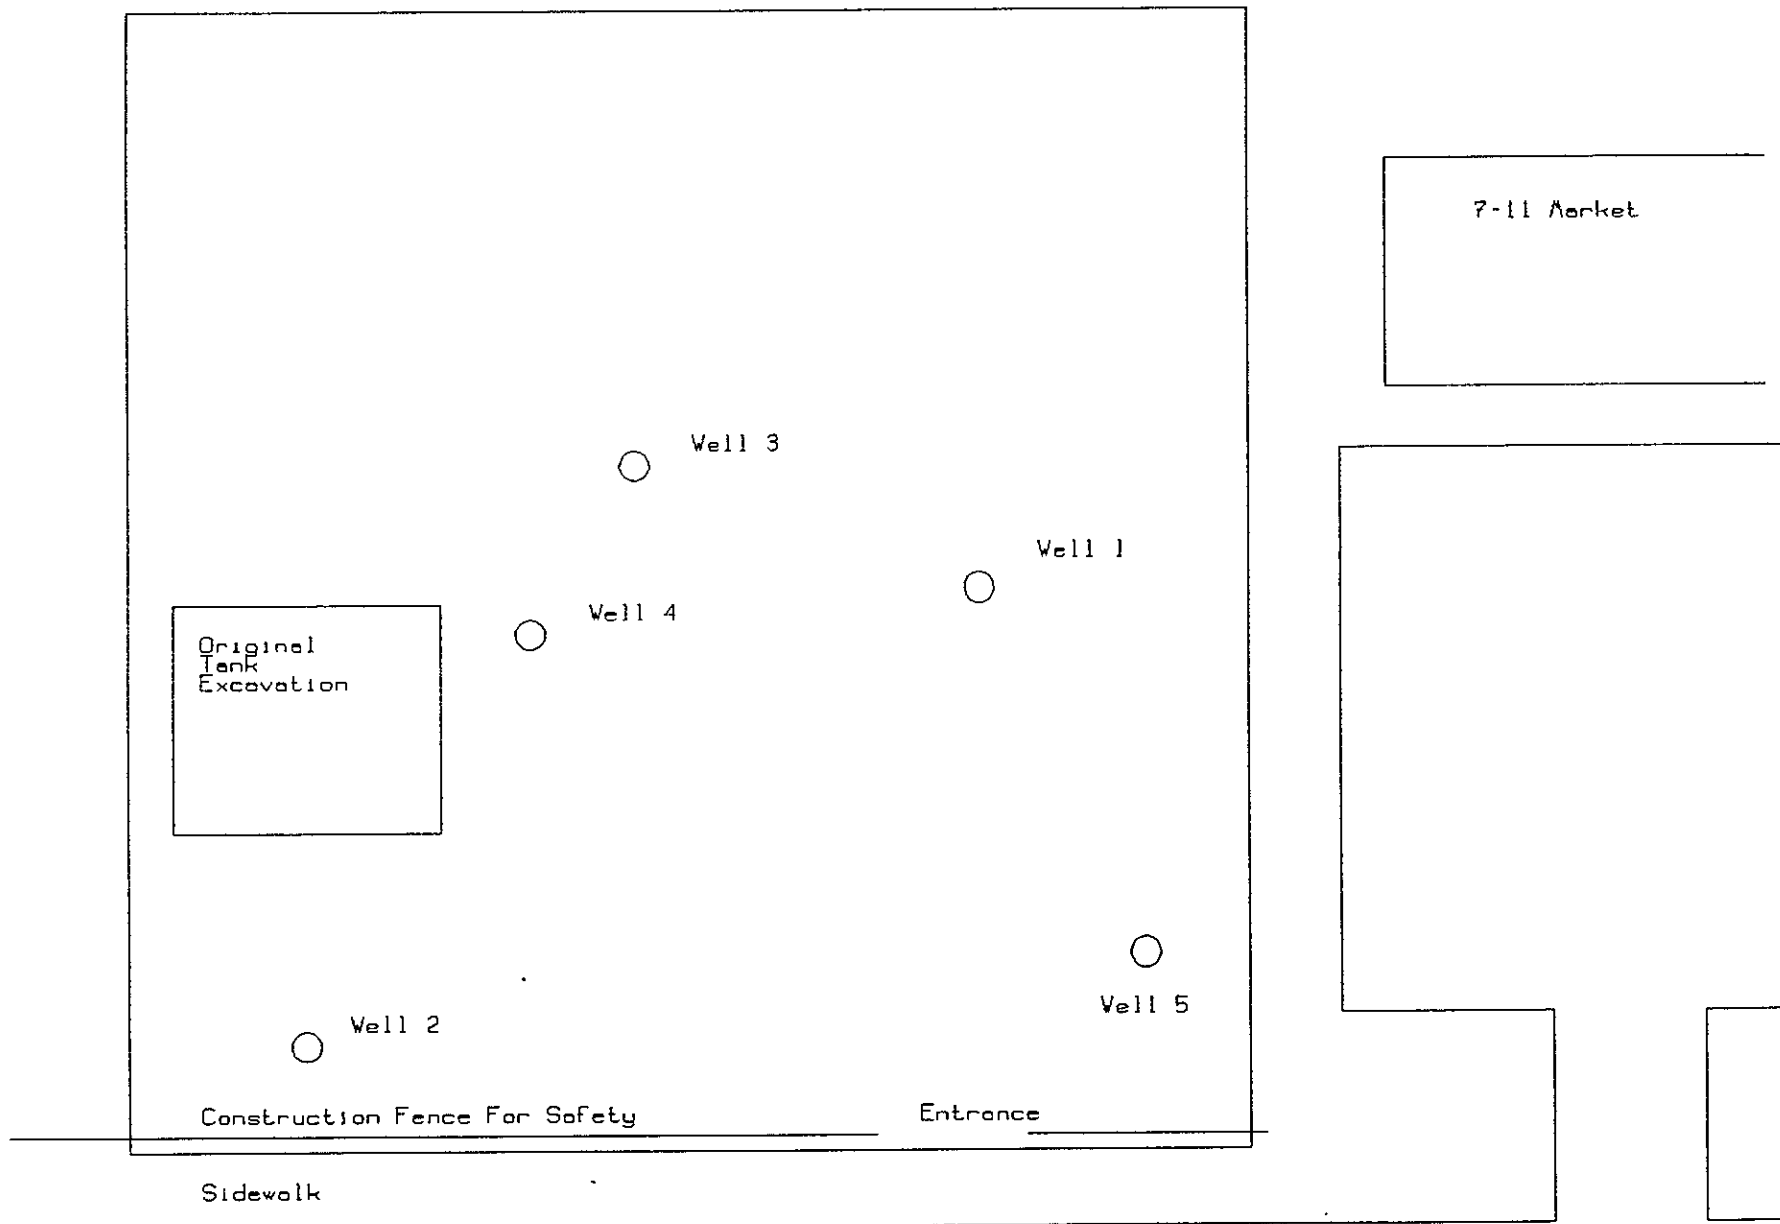 7-11 Market
Well 3
Well 1
Well 4
Original
Tank
Excavation
Well 5
Well 2
Construction Fence For Safety
Entrance
Sidewalk